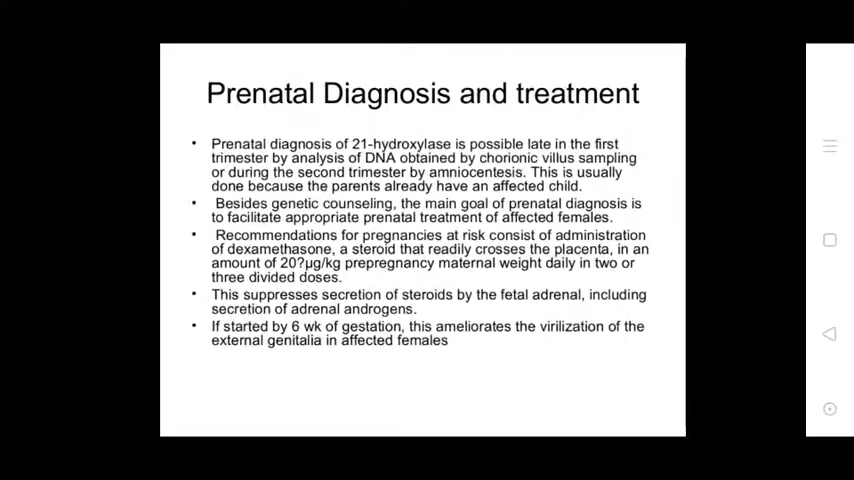 Prenatal Diagnosis and treatment
• Prenatal diagnosis of 21-hydroxylase is possible late in the first
trimester by analysis of DNA obtained by chorionic villus sampling
or during the second trimester by amniocentesis. This is usually
done because the parents already have an affected child.
• Besides genetic counseling, the main goal of prenatal diagnosis is
to facilitate appropriate prenatal treatment of affected females.
• Recommendations for pregnancies at risk consist of administration
of dexamethasone, a steroid that readily crosses the placenta, in an
amount of 20?µg/kg prepregnancy maternal weight daily in two or
three divided doses.
• This suppresses secretion of steroids by the fetal adrenal, including
secretion of adrenal androgens.
• If started by 6 wk of gestation, this ameliorates the virilization of the
external genitalia in affected females